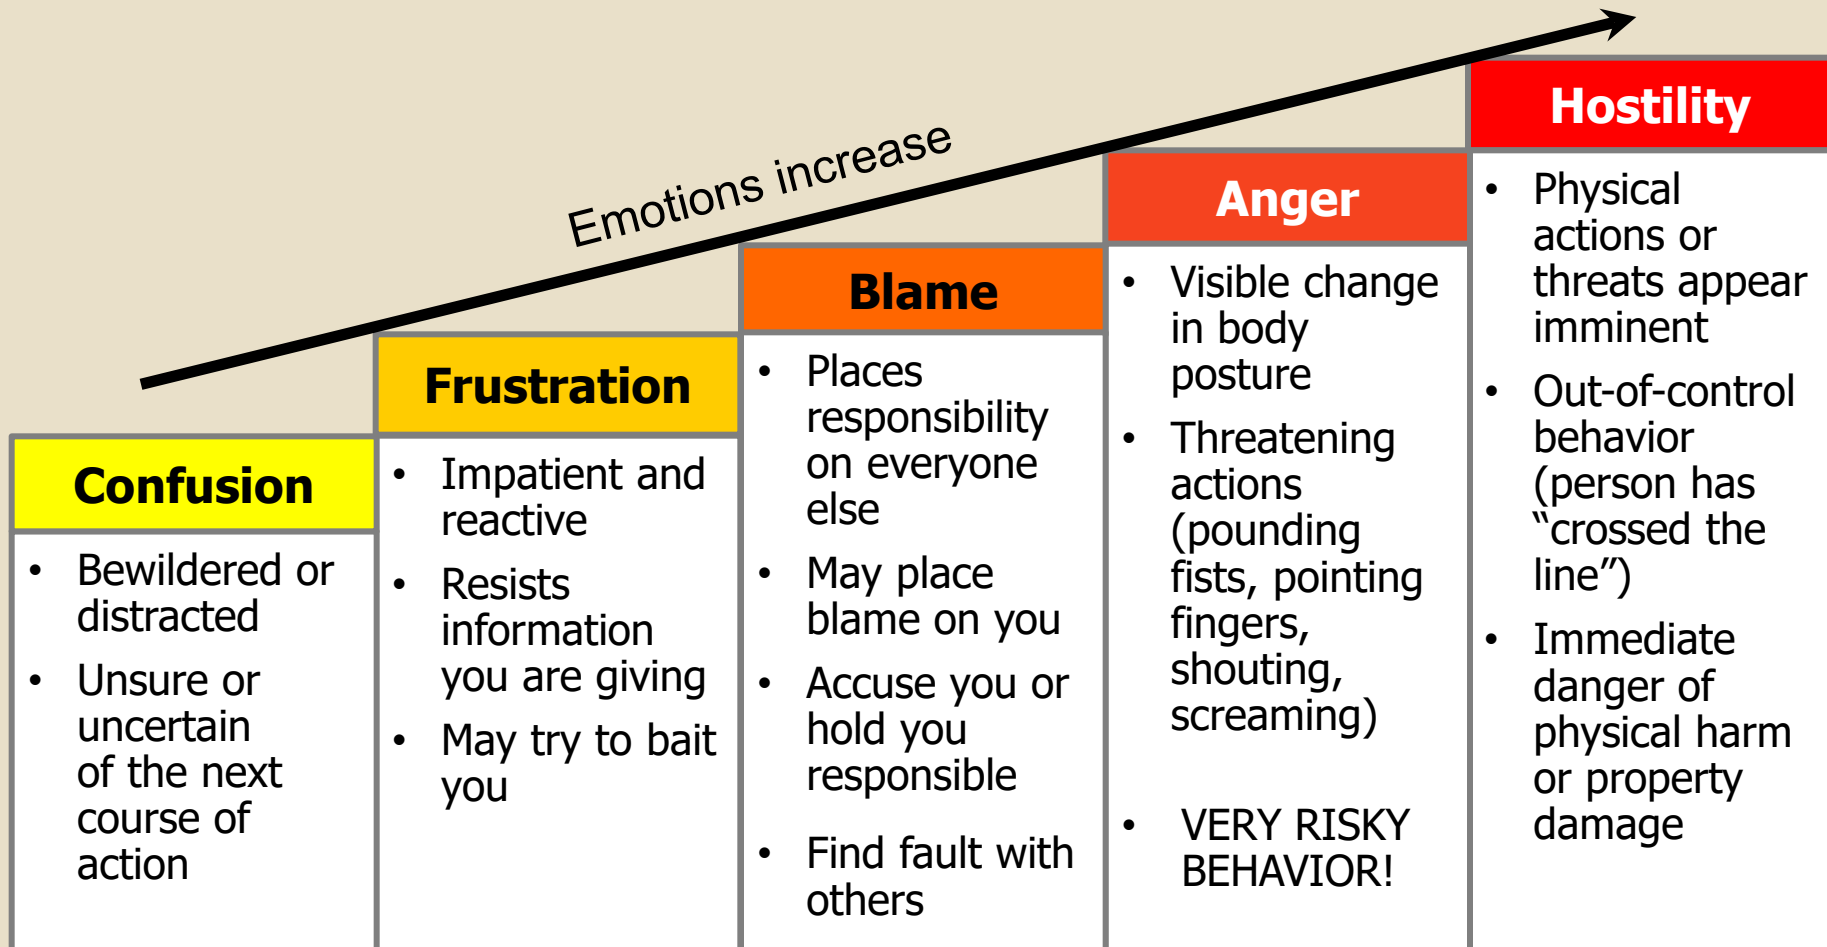 Emotions increase
Confusion
• Bewildered or
distracted
• Unsure or
uncertain
of the next
course of
action
Frustration
• Impatient and
reactive
• Resists
information
you are giving
• May try to bait
you
Blame
• Places
responsibility
on everyone
else
• May place
blame on you
• Accuse you or
hold you
responsible
• Find fault with
others
Anger
• Visible change
in body
posture
• Threatening
actions
(pounding
fists, pointing
fingers,
shouting,
screaming)
• VERY RISKY
BEHAVIOR!
Hostility
• Physical
actions or
threats appear
imminent
• Out-of-control
behavior
(person has
“crossed the
line”)
• Immediate
danger of
physical harm
or property
damage